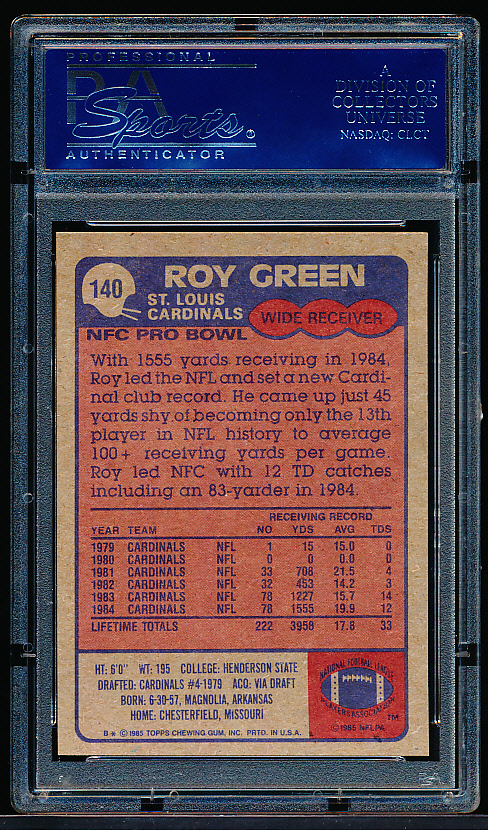 PROFESSIONAL
PSA
Sports
AUTHENTICATOR
A
DIVISION OF
COLLECTORS
UNIVERSE
NASDAQ: CLCT
140
ROY GREEN
ST. LOUIS
CARDINALS
WIDE RECEIVER
NFC PRO BOWL
With 1555 yards receiving in 1984,
Roy led the NFL and set a new Cardi-
nal club record. He came up just 45
yards shy of becoming only the 13th
player in NFL history to average
100+ receiving yards per game.
Roy led NFC with 12 TD catches
including an 83-yarder in 1984.
RECEIVING RECORD
YEAR TEAM NO YDS AVG TDS
1979 CARDINALS NFL 1 15 15.0 0
1980 CARDINALS NFL 0 0 0.0 0
1981 CARDINALS NFL 33 708 21.5 4
1982 CARDINALS NFL 32 453 14.2 3
1983 CARDINALS NFL 78 1227 15.7 14
1984 CARDINALS NFL 78 1555 19.9 12
LIFETIME TOTALS 222 3958 17.8 33
HT: 6'0" WT: 195 COLLEGE: HENDERSON STATE
DRAFTED: CARDINALS #4-1979 ACQ: VIA DRAFT
BORN: 6-30-57, MAGNOLIA, ARKANSAS
HOME: CHESTERFIELD, MISSOURI
B * © 1985 TOPPS CHEWING GUM, INC. PRTD. IN U.S.A.
NATIONAL FOOTBALL LEAGUE
PLAYERS ASSOCIATION
TM
© 1985 NFLPA